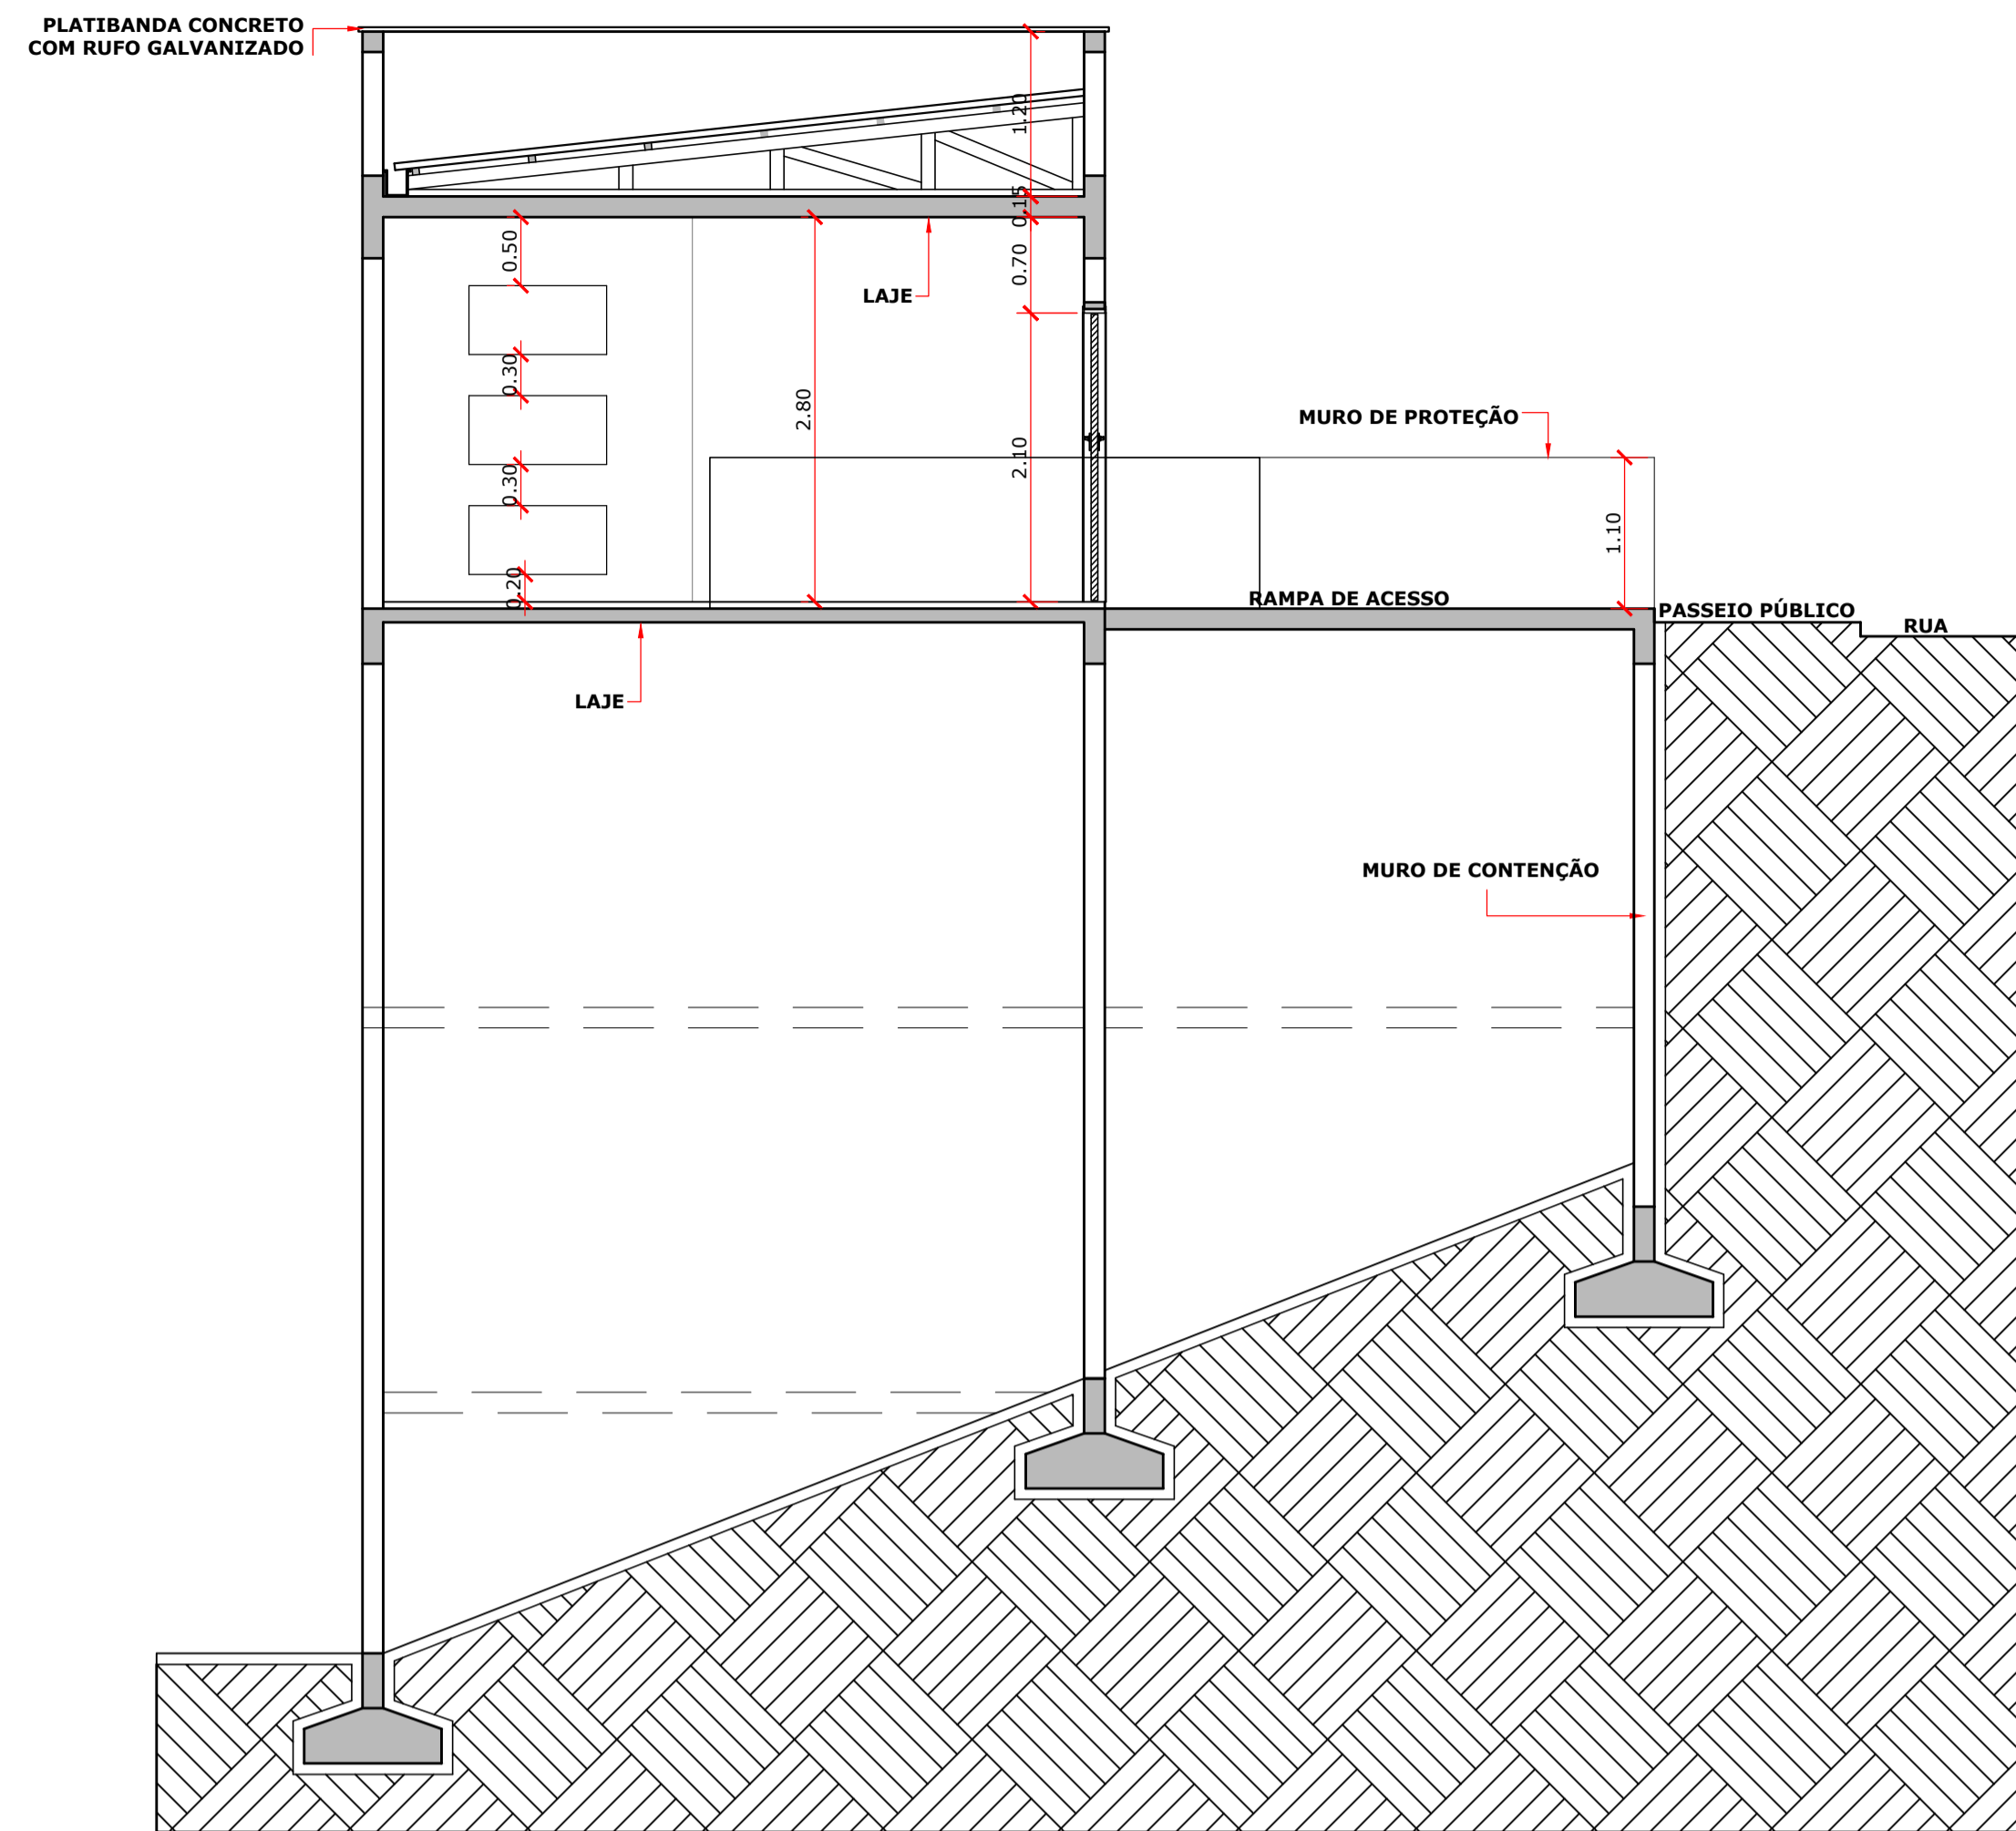 PLATIBANDA CONCRETO
COM RUFO GALVANIZADO
1.20
0.15
0.50
0.70
LAJE
0.30
2.80
MURO DE PROTEÇÃO
2.10
0.30
1.10
0.20
RAMPA DE ACESSO
PASSEIO PÚBLICO
RUA
LAJE
MURO DE CONTENÇÃO